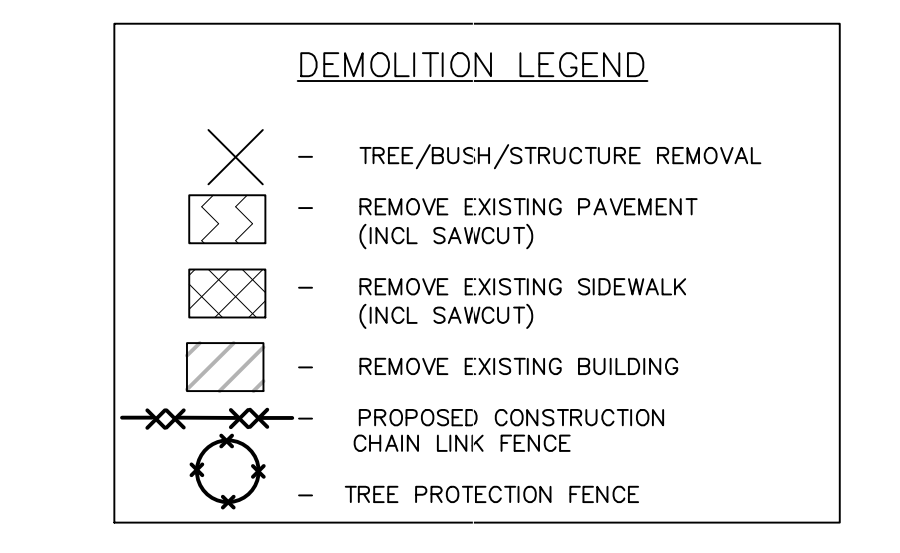 DEMOLITION LEGEND
- TREE/BUSH/STRUCTURE REMOVAL
- REMOVE EXISTING PAVEMENT
(INCL SAWCUT)
- REMOVE EXISTING SIDEWALK
(INCL SAWCUT)
- REMOVE EXISTING BUILDING
- PROPOSED CONSTRUCTION
CHAIN LINK FENCE
- TREE PROTECTION FENCE